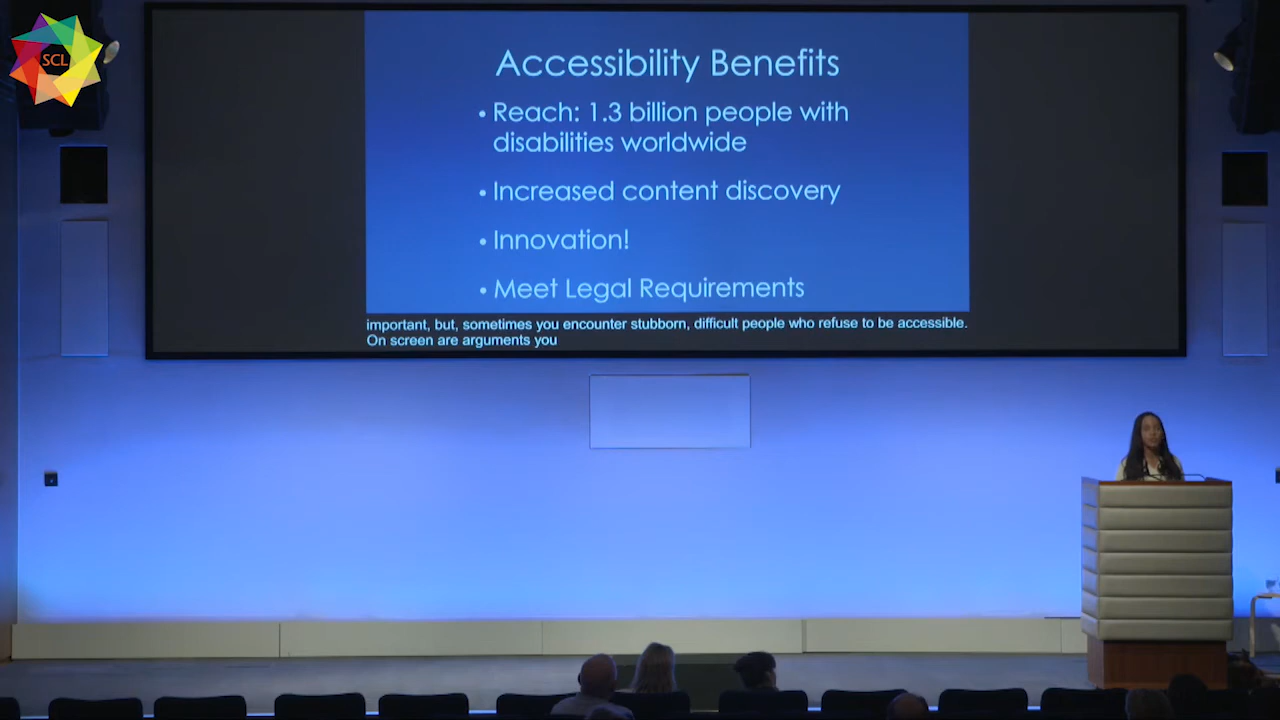 SCL
Accessibility Benefits
• Reach: 1.3 billion people with
disabilities worldwide
• Increased content discovery
• Innovation!
• Meet Legal Requirements
important, but, sometimes you encounter stubborn, difficult people who refuse to be accessible.
On screen are arguments you